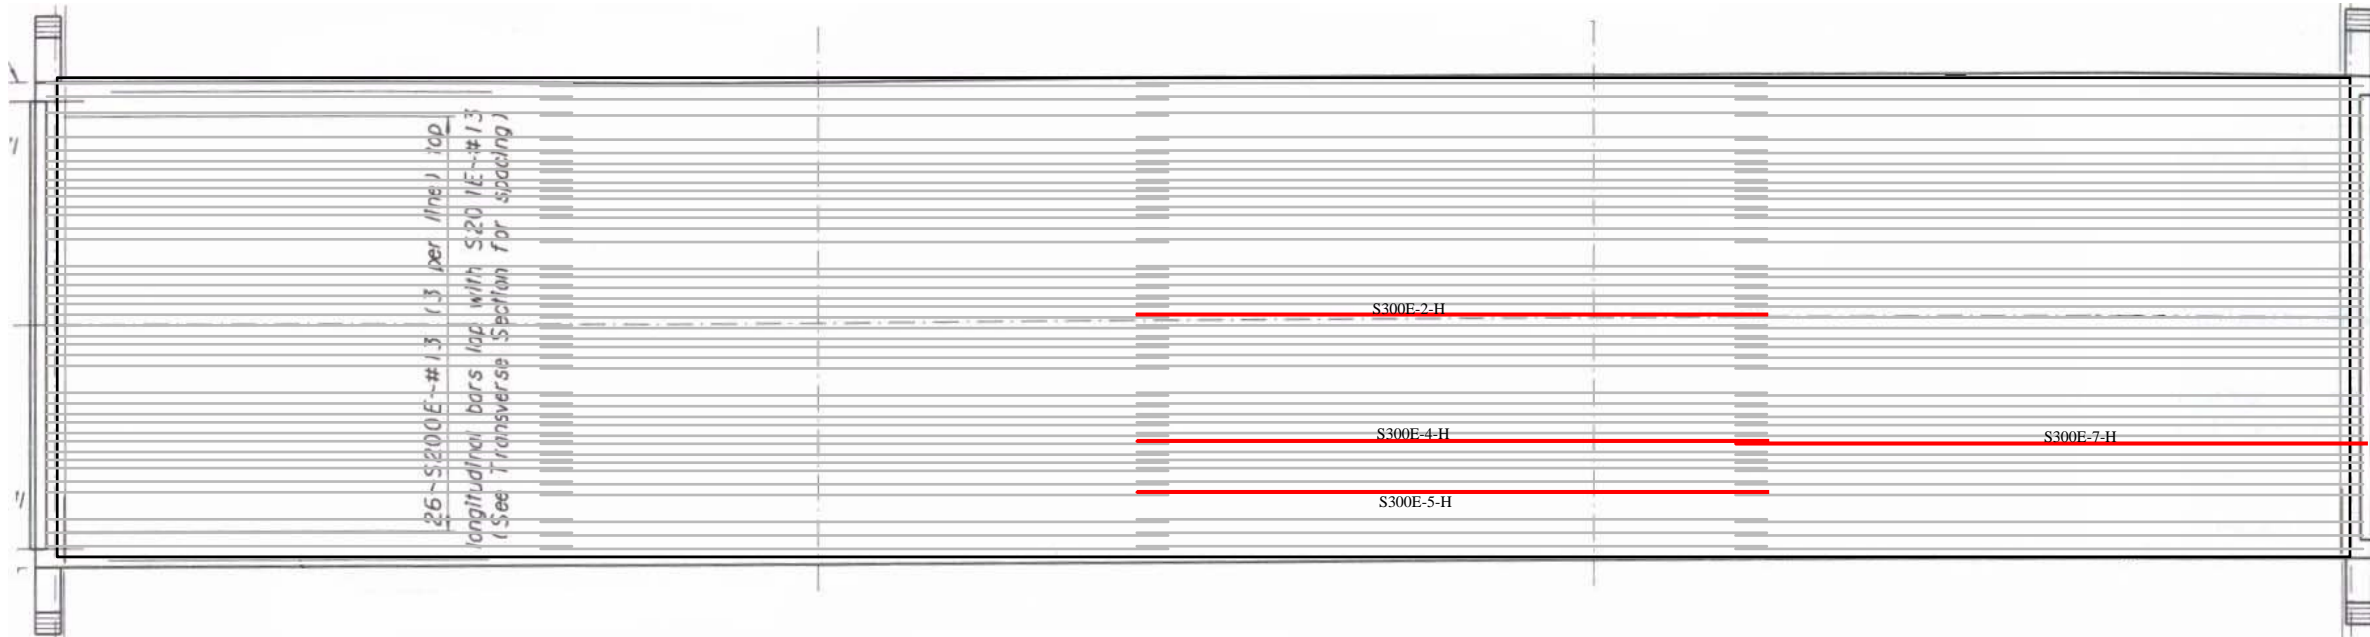 26-S200E-#13 (3 per line) top
longitudinal bars lap with S201E-#13
(See Transverse Section for spacing)
S300E-2-H
S300E-4-H
S300E-7-H
S300E-5-H